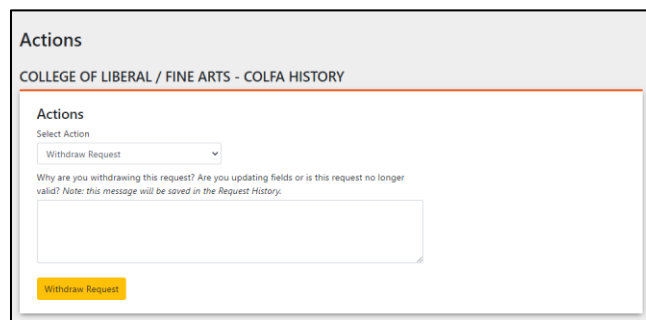 Actions
COLLEGE OF LIBERAL / FINE ARTS - COLFA HISTORY
Actions
Select Action
Withdraw Request
Why are you withdrawing this request? Are you updating fields or is this request no longer
valid? Note: this message will be saved in the Request History.
Withdraw Request